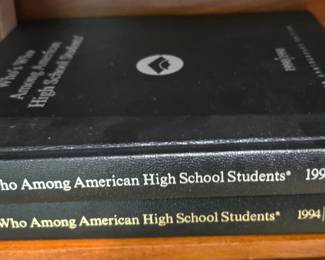 Who's Who
Among American
High School Students®
Who Among American High School Students® 199
Who Among American High School Students® 1994/